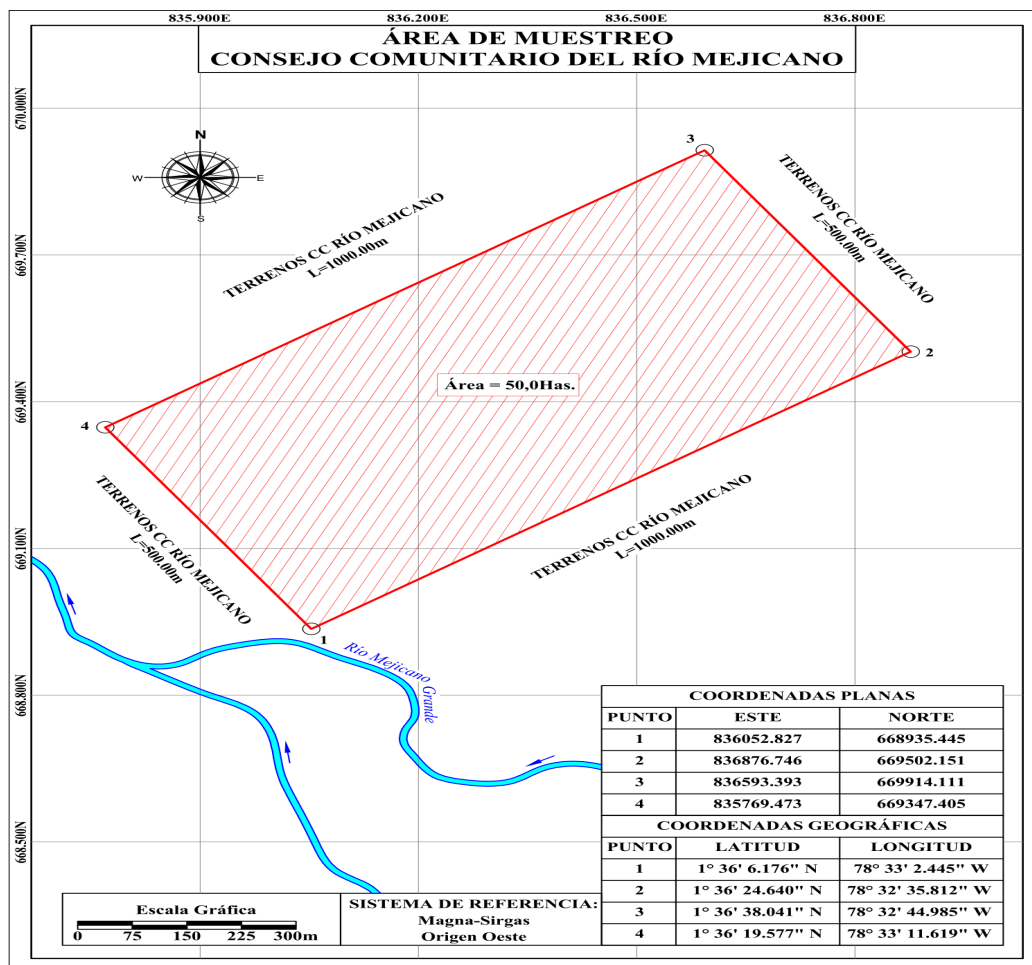 835.900E 836.200E 836.500E 836.800E
ÁREA DE MUESTREO
CONSEJO COMUNITARIO DEL RÍO MEJICANO
670.000N
669.700N
669.400N
669.100N
668.800N
668.500N
N
W E
S
3
TERRENOS CC RÍO MEJICANO
L=500.00m
TERRENOS CC RÍO MEJICANO
L=1000.00m
2
Área = 50,0Has.
4
TERRENOS CC RÍO MEJICANO
L=500.00m
TERRENOS CC RÍO MEJICANO
L=1000.00m
1
Río Mejicano Grande
COORDENADAS PLANAS
PUNTO ESTE NORTE
1 836052.827 668935.445
2 836876.746 669502.151
3 836593.393 669914.111
4 835769.473 669347.405
COORDENADAS GEOGRÁFICAS
PUNTO LATITUD LONGITUD
1 1° 36' 6.176" N 78° 33' 2.445" W
2 1° 36' 24.640" N 78° 32' 35.812" W
3 1° 36' 38.041" N 78° 32' 44.985" W
4 1° 36' 19.577" N 78° 33' 11.619" W
Escala Gráfica
0 75 150 225 300m
SISTEMA DE REFERENCIA:
Magna-Sirgas
Origen Oeste